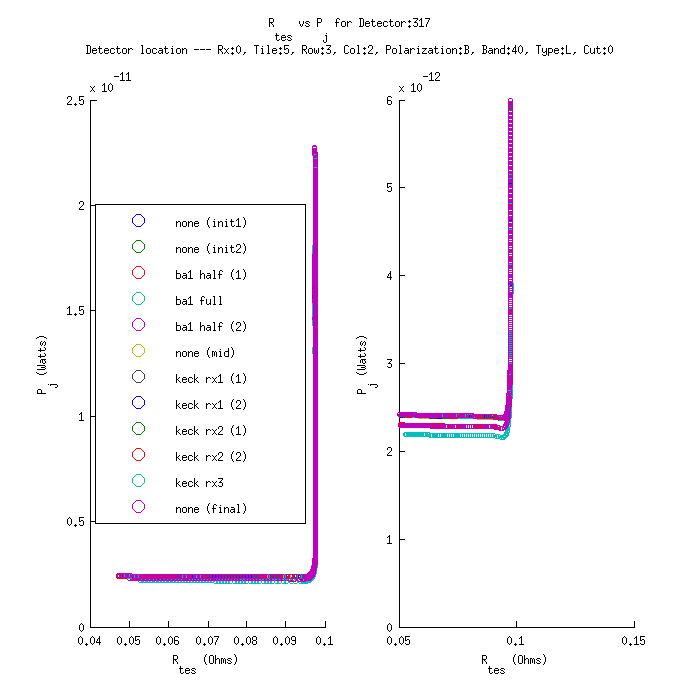 R tes vs P j for Detector:317
Detector location --- Rx:0, Tile:5, Row:3, Col:2, Polarization:B, Band:40, Type:L, Cut:0
x 10^-11
2.5
2
1.5
1
0.5
0
0.04 0.05 0.06 0.07 0.08 0.09 0.1
P j (Watts)
R tes (Ohms)
none (init1)
none (init2)
ba1 half (1)
ba1 full
ba1 half (2)
none (mid)
keck rx1 (1)
keck rx1 (2)
keck rx2 (1)
keck rx2 (2)
keck rx3
none (final)
x 10^-12
6
5
4
3
2
1
0
0.05 0.1 0.15
P j (Watts)
R tes (Ohms)